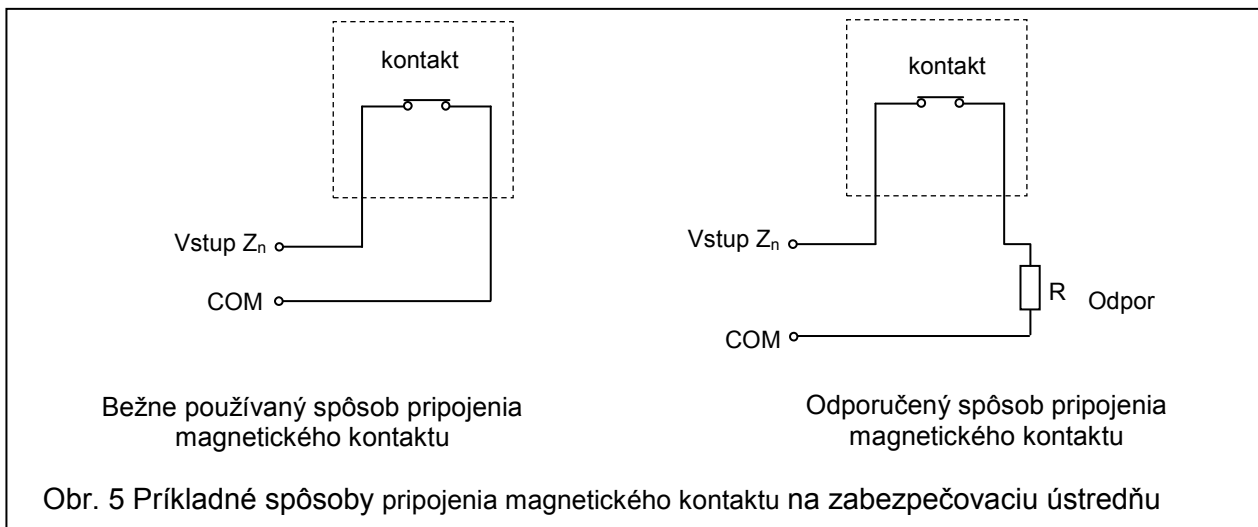 kontakt
Vstup Zn
COM
Bežne používaný spôsob pripojenia
magnetického kontaktu
kontakt
Vstup Zn
R
Odpor
COM
Odporučený spôsob pripojenia
magnetického kontaktu
Obr. 5 Príkladné spôsoby pripojenia magnetického kontaktu na zabezpečovaciu ústredňu